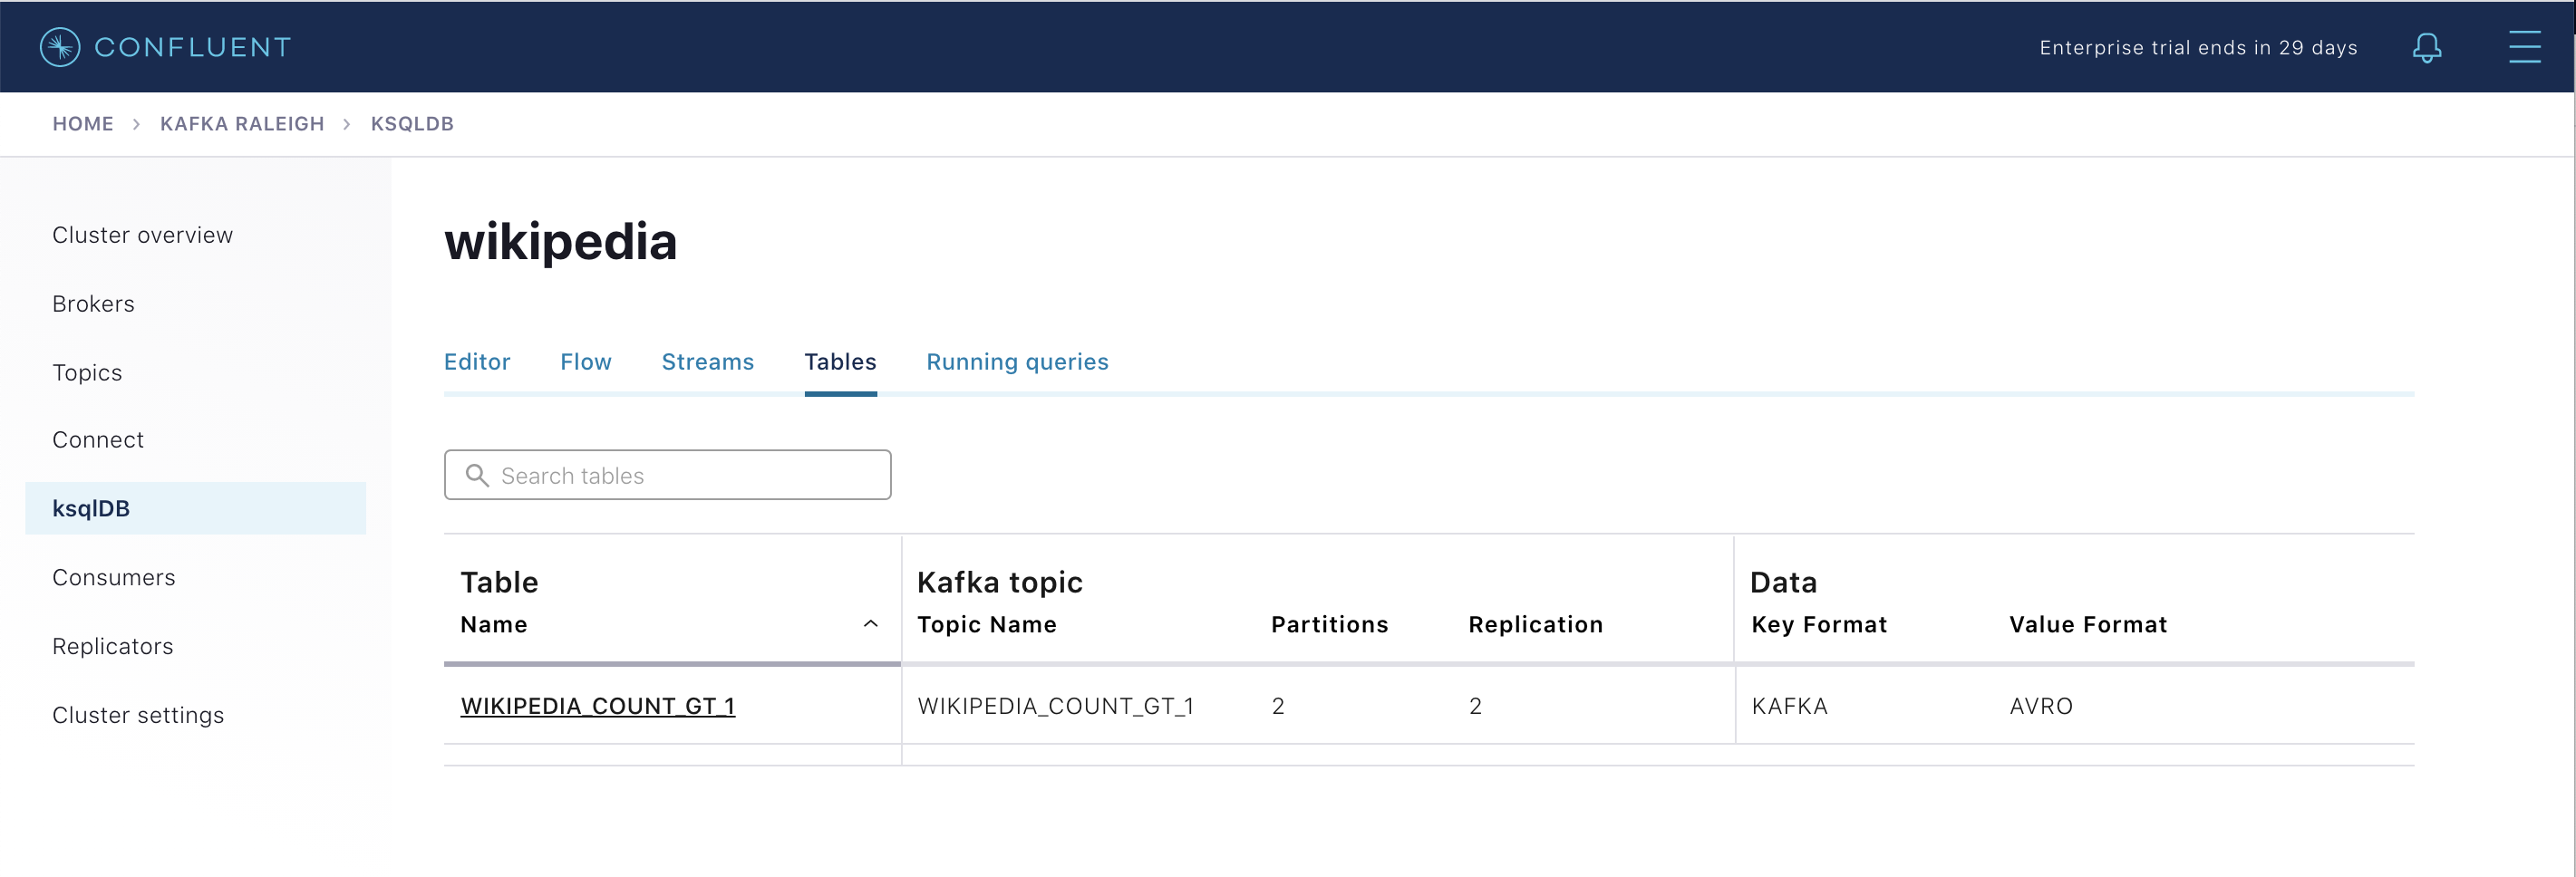 CONFLUENT
Enterprise trial ends in 29 days
HOME > KAFKA RALEIGH > KSQLDB
Cluster overview
Brokers
Topics
Connect
ksqlDB
Consumers
Replicators
Cluster settings
wikipedia
Editor Flow Streams Tables Running queries
Search tables
Table Kafka topic Data
Name Topic Name Partitions Replication Key Format Value Format
WIKIPEDIA_COUNT_GT_1 WIKIPEDIA_COUNT_GT_1 2 2 KAFKA AVRO